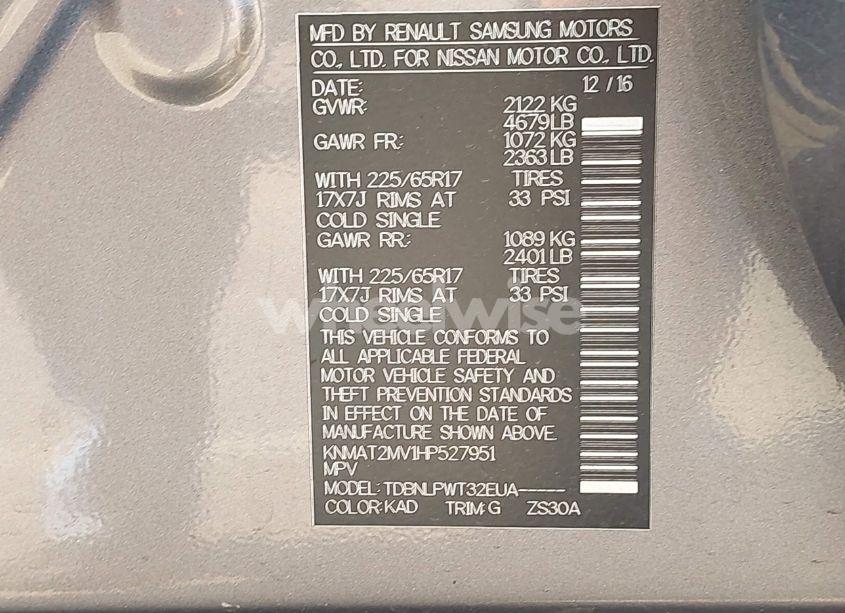 MFD BY RENAULT SAMSUNG MOTORS
CO., LTD. FOR NISSAN MOTOR CO., LTD.
DATE: 12 / 16
GVWR: 2122 KG
4679 LB
GAWR FR: 1072 KG
2363 LB
WITH 225/65R17 TIRES
17X7J RIMS AT 33 PSI
COLD SINGLE
GAWR RR: 1089 KG
2401 LB
WITH 225/65R17 TIRES
17X7J RIMS AT 33 PSI
COLD SINGLE
wheelwise
THIS VEHICLE CONFORMS TO
ALL APPLICABLE FEDERAL
MOTOR VEHICLE SAFETY AND
THEFT PREVENTION STANDARDS
IN EFFECT ON THE DATE OF
MANUFACTURE SHOWN ABOVE.
KNMAT2MV1HP527951
MPV
MODEL: TDBNLPWT32EUA-----
COLOR: KAD TRIM: G ZS30A